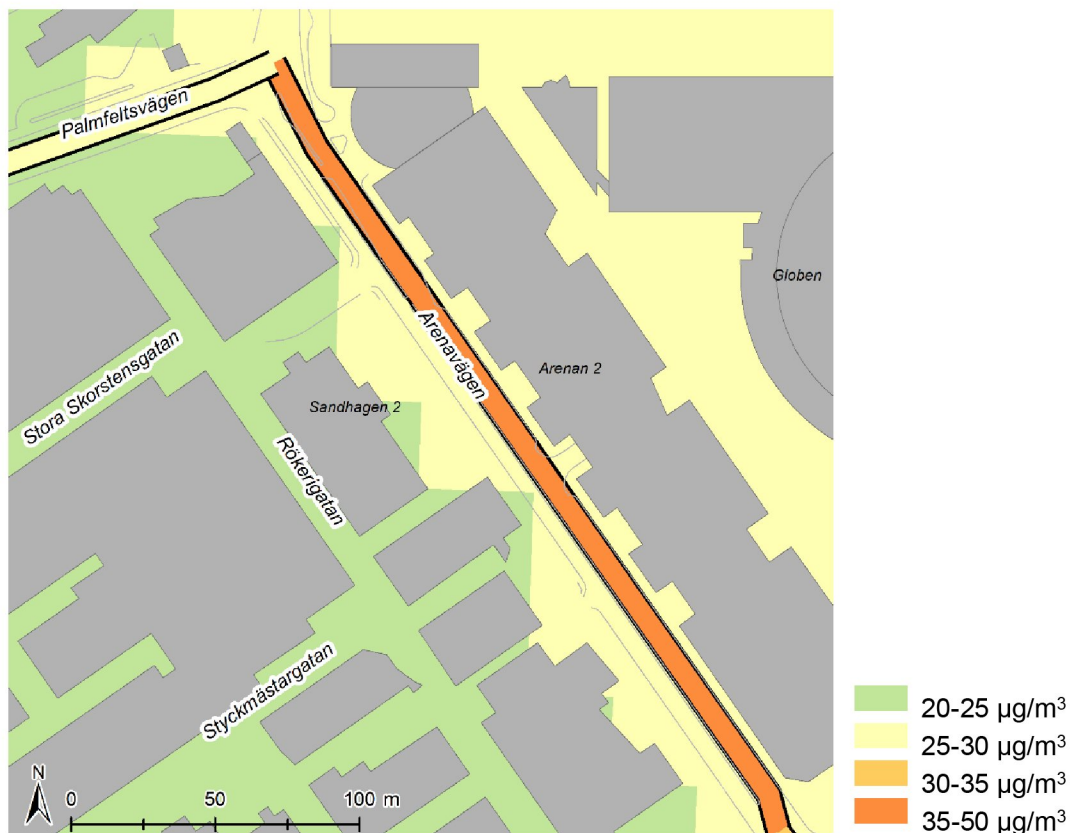 Palmfeltsvägen
Globen
Arenavägen
Arenan 2
Stora Skorstensgatan
Sandhagen 2
Rökerigatan
Styckmästargatan
N
0 50 100 m
20-25 µg/m³
25-30 µg/m³
30-35 µg/m³
35-50 µg/m³